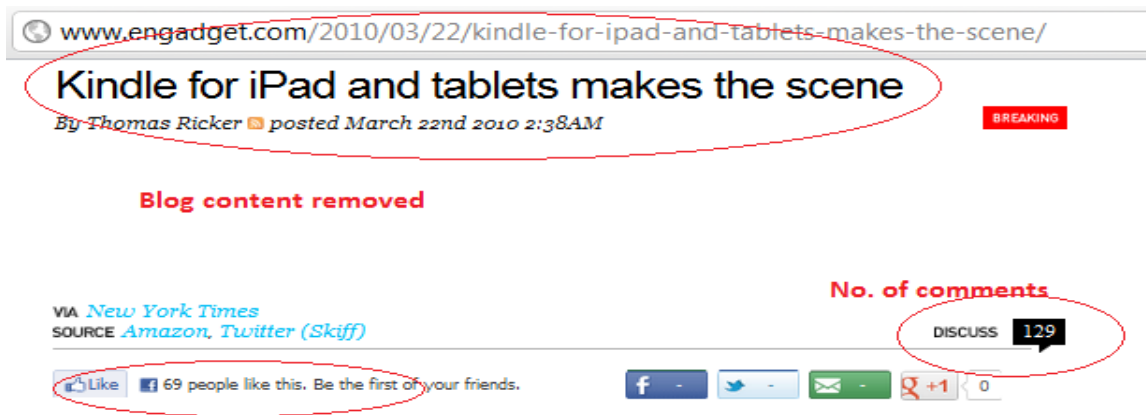 www.engadget.com/2010/03/22/kindle-for-ipad-and-tablets-makes-the-scene/
Kindle for iPad and tablets makes the scene
By Thomas Ricker posted March 22nd 2010 2:38AM
BREAKING
Blog content removed
No. of comments
VIA New York Times
SOURCE Amazon, Twitter (Skiff)
DISCUSS 129
Like f 69 people like this. Be the first of your friends.
f - - - g +1 0